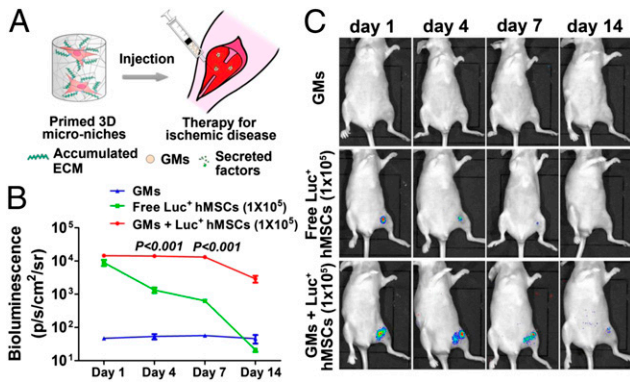 A
Injection
Primed 3D
micro-niches
Therapy for
ischemic disease
Accumulated
ECM
GMs
Secreted
factors
B
GMs
Free Luc⁺ hMSCs (1X10⁵)
GMs + Luc⁺ hMSCs (1X10⁵)
P<0.001 P<0.001
Bioluminescence
(p/s/cm²/sr)
10⁵
10⁴
10³
10²
10¹
Day 1 Day 4 Day 7 Day 14
C
day 1 day 4 day 7 day 14
GMs
Free Luc⁺
hMSCs (1x10⁵)
GMs + Luc⁺
hMSCs (1x10⁵)